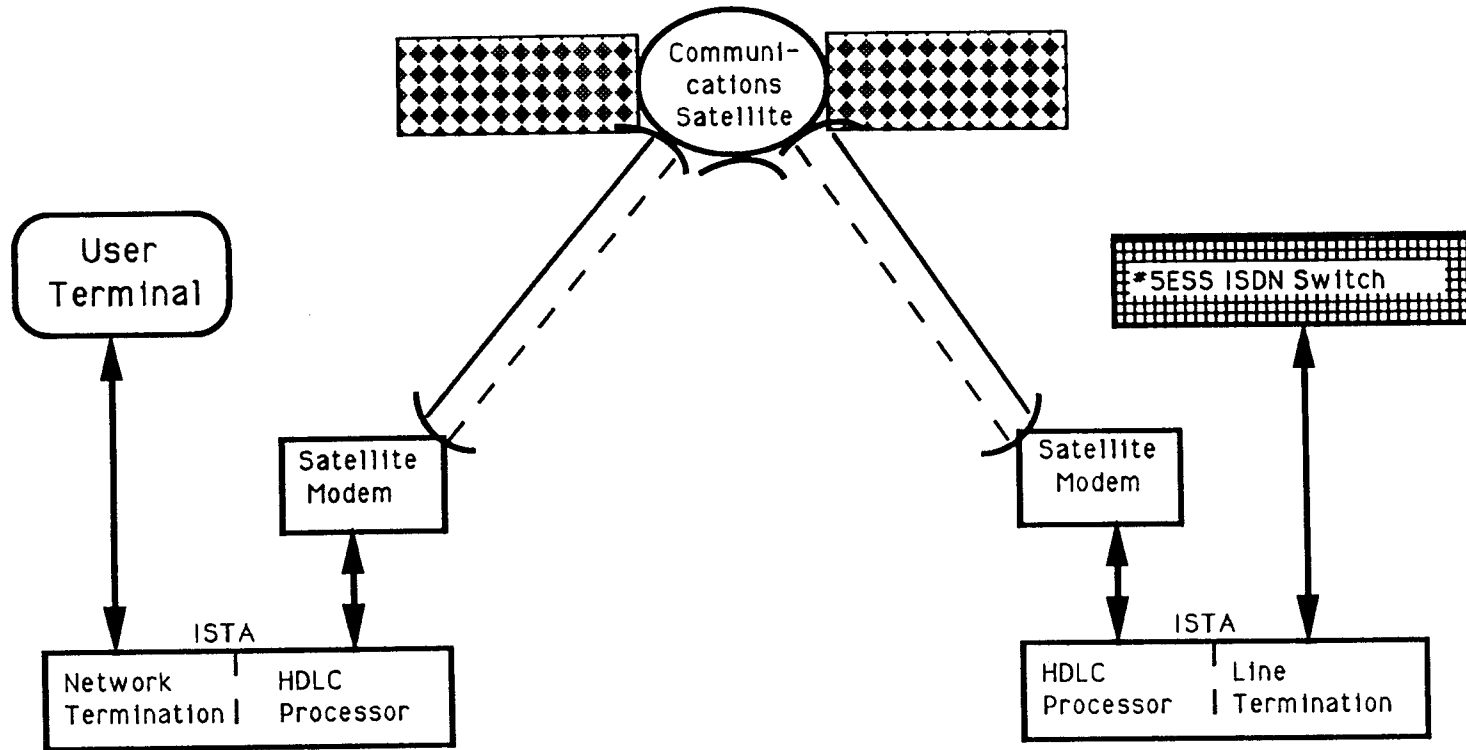 Communi-
cations
Satellite
User
Terminal
*5ESS ISDN Switch
Satellite
Modem
Satellite
Modem
ISTA
Network
Termination
HDLC
Processor
ISTA
HDLC
Processor
Line
Termination